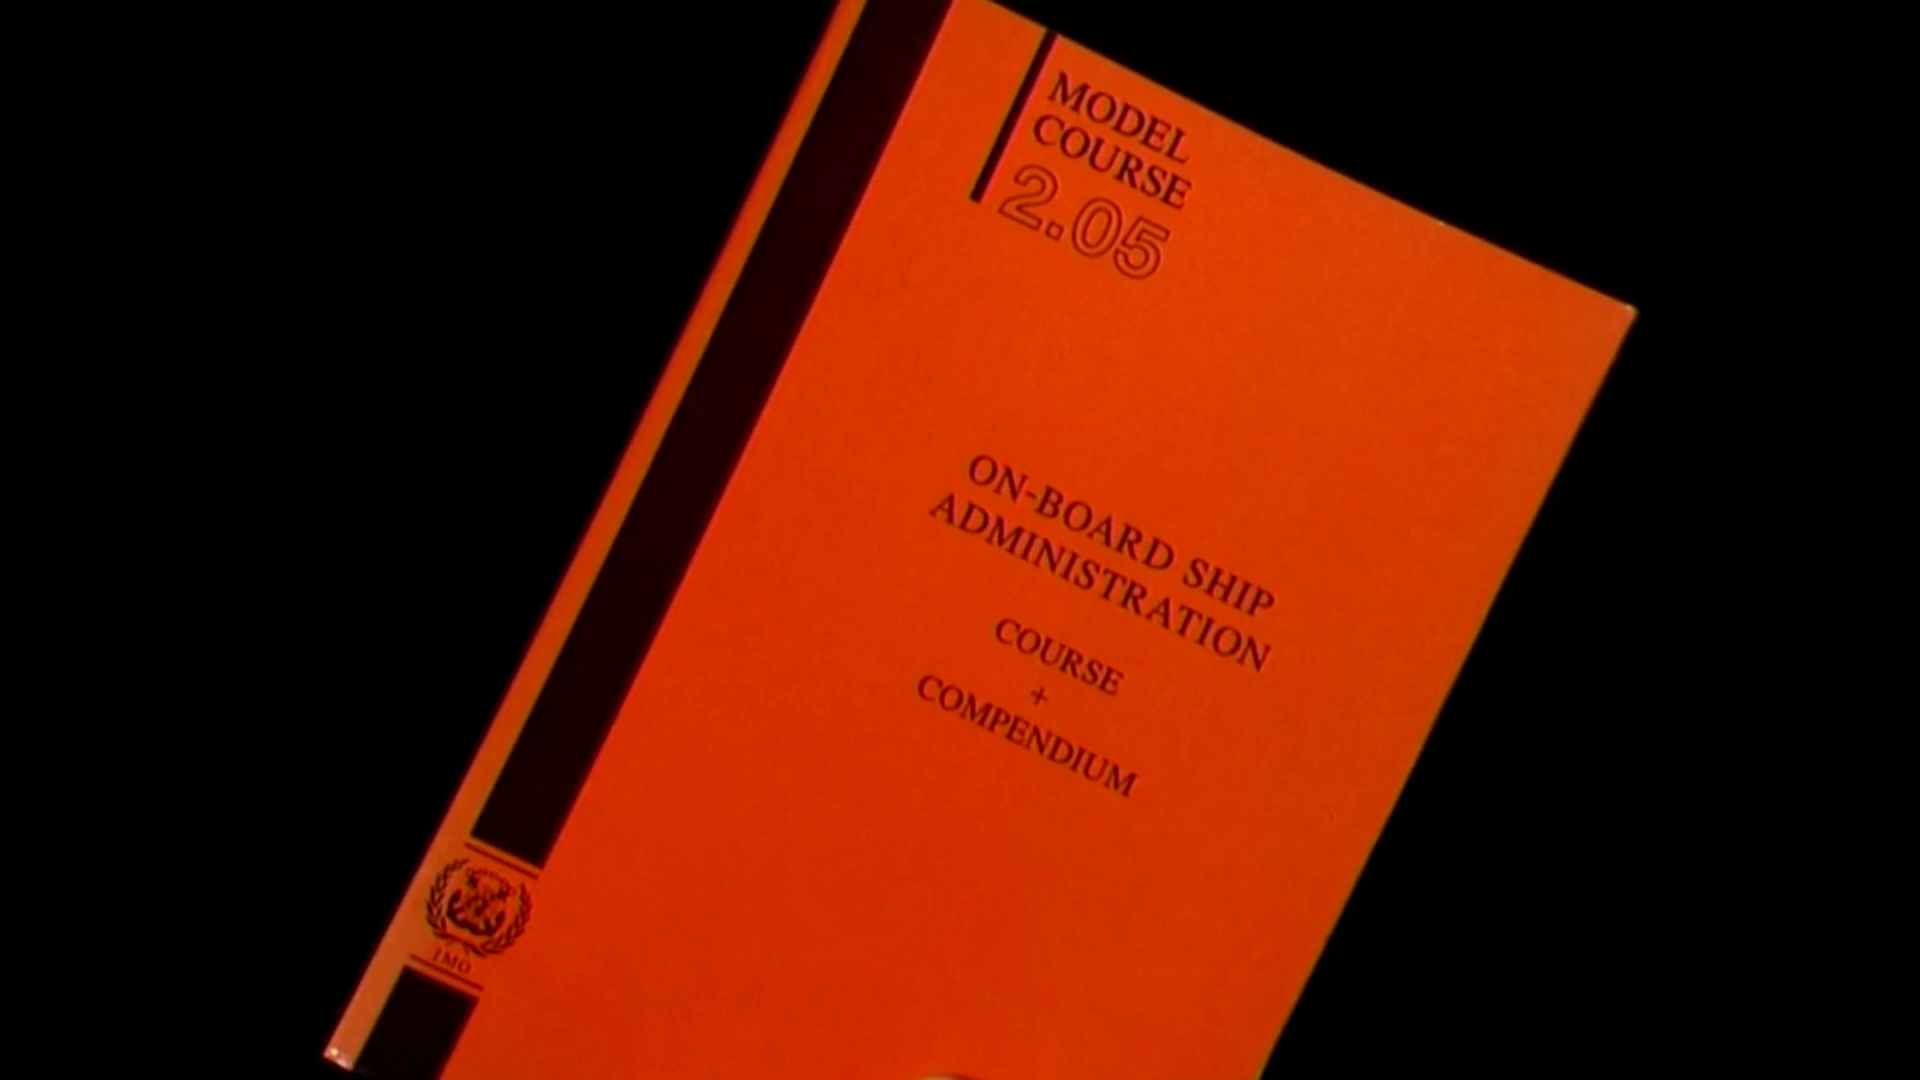 MODEL
COURSE
2.05
ON-BOARD SHIP
ADMINISTRATION
COURSE
+
COMPENDIUM
IMO